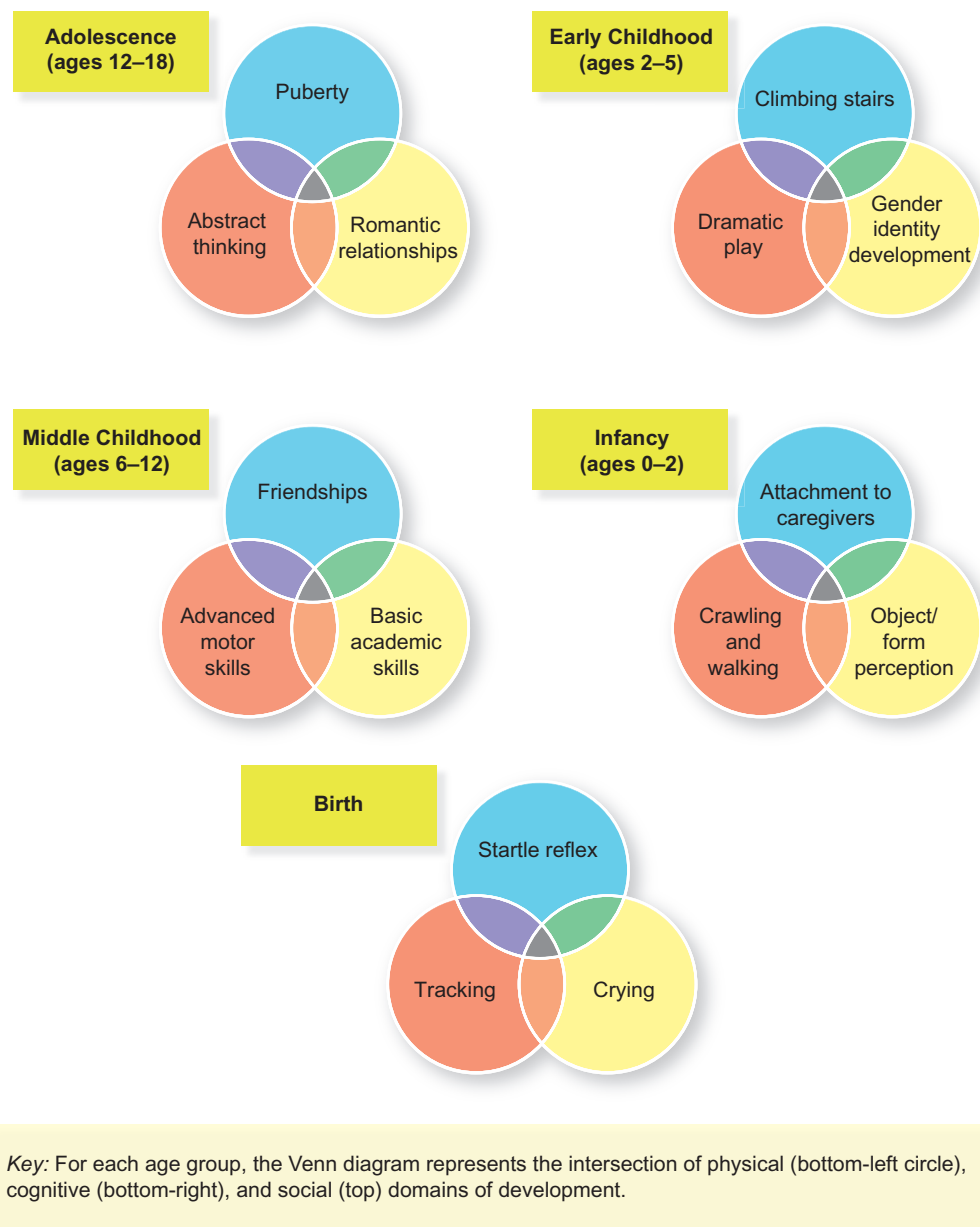 Adolescence
(ages 12–18)
Puberty
Abstract
thinking
Romantic
relationships
Early Childhood
(ages 2–5)
Climbing stairs
Dramatic
play
Gender
identity
development
Middle Childhood
(ages 6–12)
Friendships
Advanced
motor
skills
Basic
academic
skills
Infancy
(ages 0–2)
Attachment to
caregivers
Crawling
and
walking
Object/
form
perception
Birth
Startle reflex
Tracking
Crying
Key: For each age group, the Venn diagram represents the intersection of physical (bottom-left circle),
cognitive (bottom-right), and social (top) domains of development.